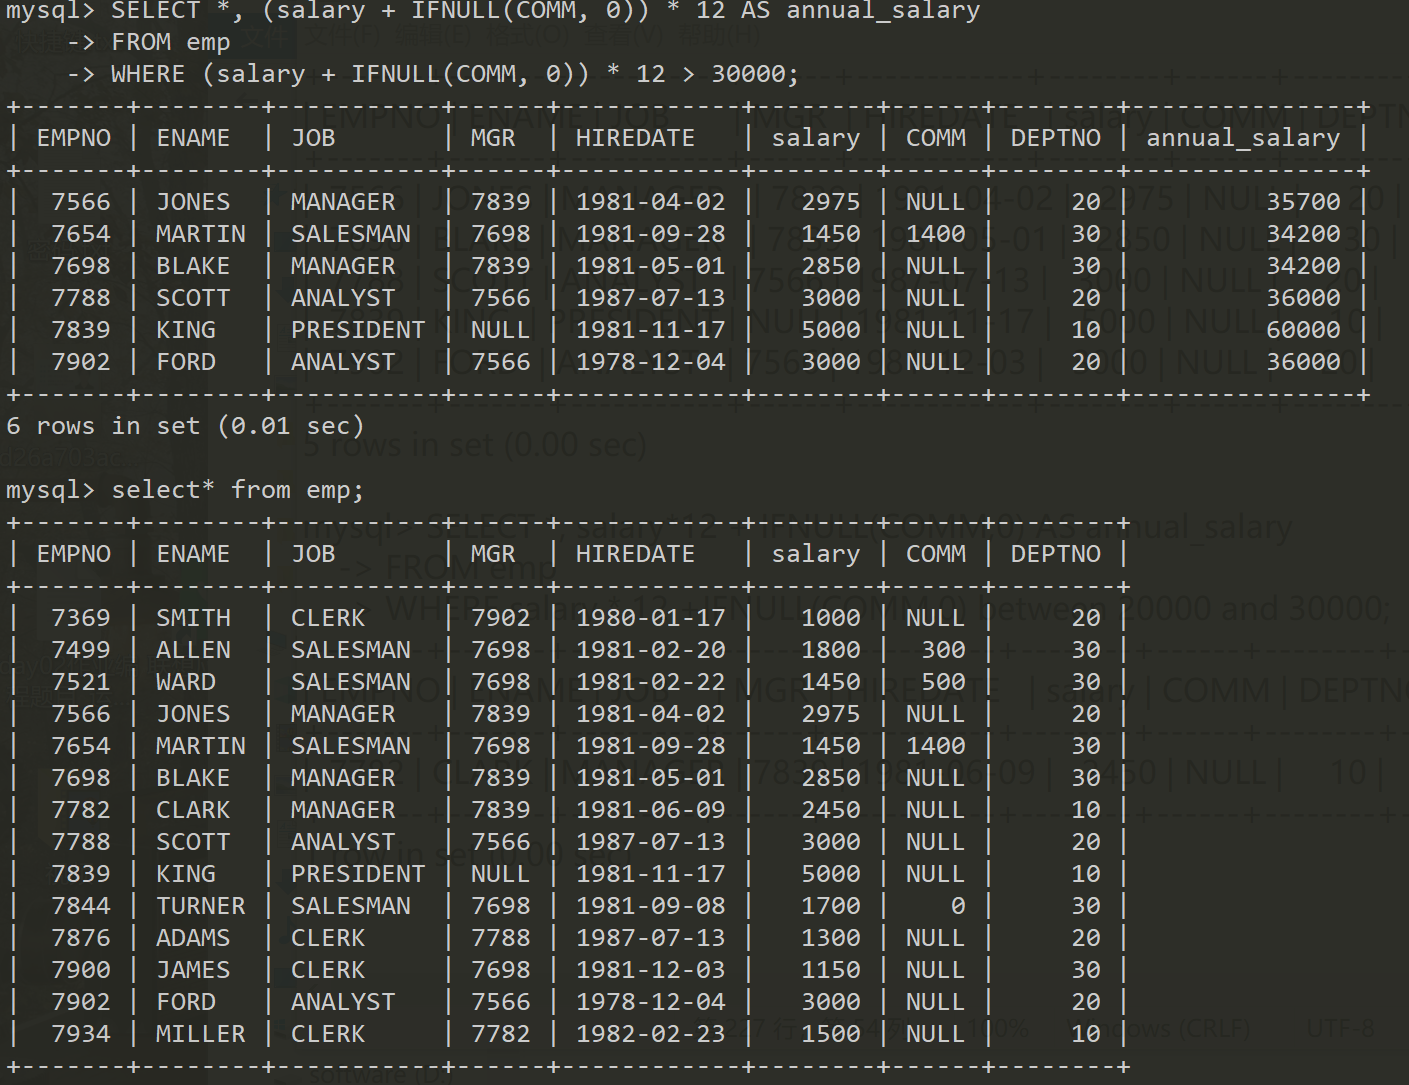 mysql> SELECT *, (salary + IFNULL(COMM, 0)) * 12 AS annual_salary
    -> FROM emp
    -> WHERE (salary + IFNULL(COMM, 0)) * 12 > 30000;
+-------+--------+-----------+------+------------+--------+------+--------+---------------+
| EMPNO | ENAME  | JOB       | MGR  | HIREDATE   | salary | COMM | DEPTNO | annual_salary |
+-------+--------+-----------+------+------------+--------+------+--------+---------------+
|  7566 | JONES  | MANAGER   | 7839 | 1981-04-02 |   2975 | NULL |     20 |         35700 |
|  7654 | MARTIN | SALESMAN  | 7698 | 1981-09-28 |   1450 | 1400 |     30 |         34200 |
|  7698 | BLAKE  | MANAGER   | 7839 | 1981-05-01 |   2850 | NULL |     30 |         34200 |
|  7788 | SCOTT  | ANALYST   | 7566 | 1987-07-13 |   3000 | NULL |     20 |         36000 |
|  7839 | KING   | PRESIDENT | NULL | 1981-11-17 |   5000 | NULL |     10 |         60000 |
|  7902 | FORD   | ANALYST   | 7566 | 1978-12-04 |   3000 | NULL |     20 |         36000 |
+-------+--------+-----------+------+------------+--------+------+--------+---------------+
6 rows in set (0.01 sec)
mysql> select* from emp;
+-------+--------+-----------+------+------------+--------+------+--------+
| EMPNO | ENAME  | JOB       | MGR  | HIREDATE   | salary | COMM | DEPTNO |
+-------+--------+-----------+------+------------+--------+------+--------+
|  7369 | SMITH  | CLERK     | 7902 | 1980-01-17 |   1000 | NULL |     20 |
|  7499 | ALLEN  | SALESMAN  | 7698 | 1981-02-20 |   1800 |  300 |     30 |
|  7521 | WARD   | SALESMAN  | 7698 | 1981-02-22 |   1450 |  500 |     30 |
|  7566 | JONES  | MANAGER   | 7839 | 1981-04-02 |   2975 | NULL |     20 |
|  7654 | MARTIN | SALESMAN  | 7698 | 1981-09-28 |   1450 | 1400 |     30 |
|  7698 | BLAKE  | MANAGER   | 7839 | 1981-05-01 |   2850 | NULL |     30 |
|  7782 | CLARK  | MANAGER   | 7839 | 1981-06-09 |   2450 | NULL |     10 |
|  7788 | SCOTT  | ANALYST   | 7566 | 1987-07-13 |   3000 | NULL |     20 |
|  7839 | KING   | PRESIDENT | NULL | 1981-11-17 |   5000 | NULL |     10 |
|  7844 | TURNER | SALESMAN  | 7698 | 1981-09-08 |   1700 |    0 |     30 |
|  7876 | ADAMS  | CLERK     | 7788 | 1987-07-13 |   1300 | NULL |     20 |
|  7900 | JAMES  | CLERK     | 7698 | 1981-12-03 |   1150 | NULL |     30 |
|  7902 | FORD   | ANALYST   | 7566 | 1978-12-04 |   3000 | NULL |     20 |
|  7934 | MILLER | CLERK     | 7782 | 1982-02-23 |   1500 | NULL |     10 |
+-------+--------+-----------+------+------------+--------+------+--------+